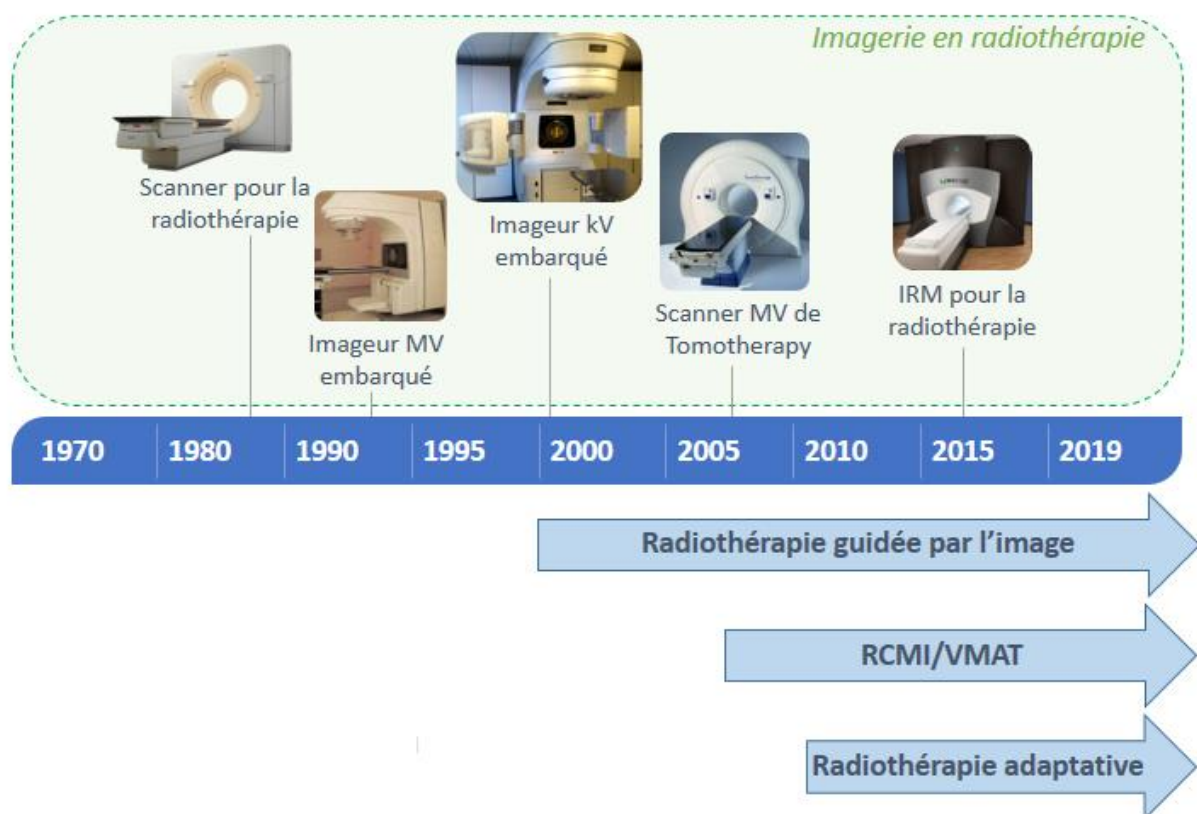 Imagerie en radiothérapie
Scanner pour la
radiothérapie
Imageur MV
embarqué
Imageur kV
embarqué
Scanner MV de
Tomotherapy
IRM pour la
radiothérapie
1970 1980 1990 1995 2000 2005 2010 2015 2019
Radiothérapie guidée par l'image
RCMI/VMAT
Radiothérapie adaptative